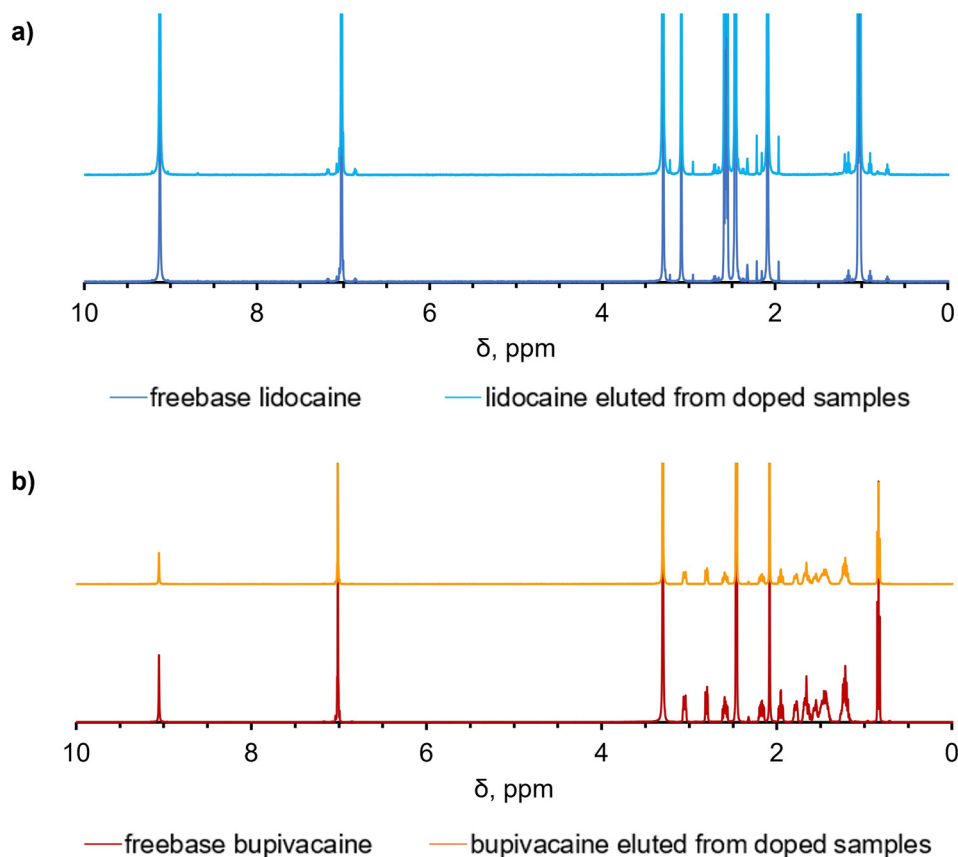 a)
10 8 6 4 2 0
δ, ppm
freebase lidocaine lidocaine eluted from doped samples
b)
10 8 6 4 2 0
δ, ppm
freebase bupivacaine bupivacaine eluted from doped samples